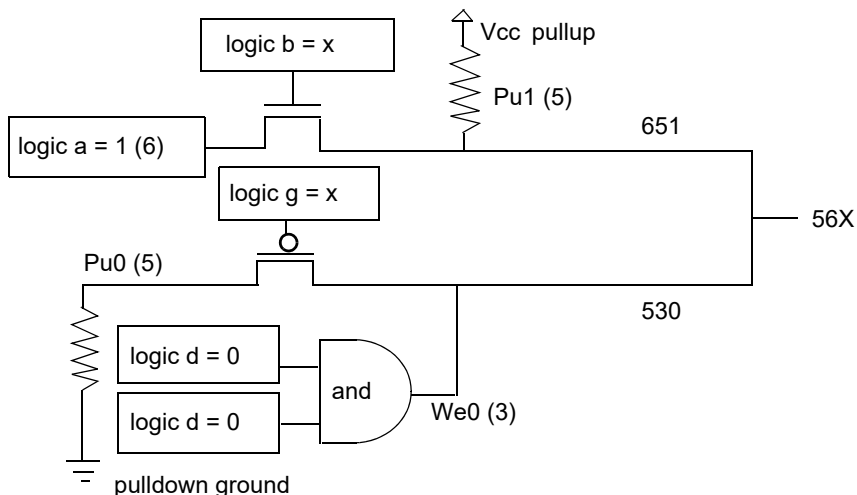 logic b = x
Vcc pullup
Pu1 (5)
651
logic a = 1 (6)
logic g = x
56X
Pu0 (5)
530
logic d = 0
and
We0 (3)
logic d = 0
pulldown ground